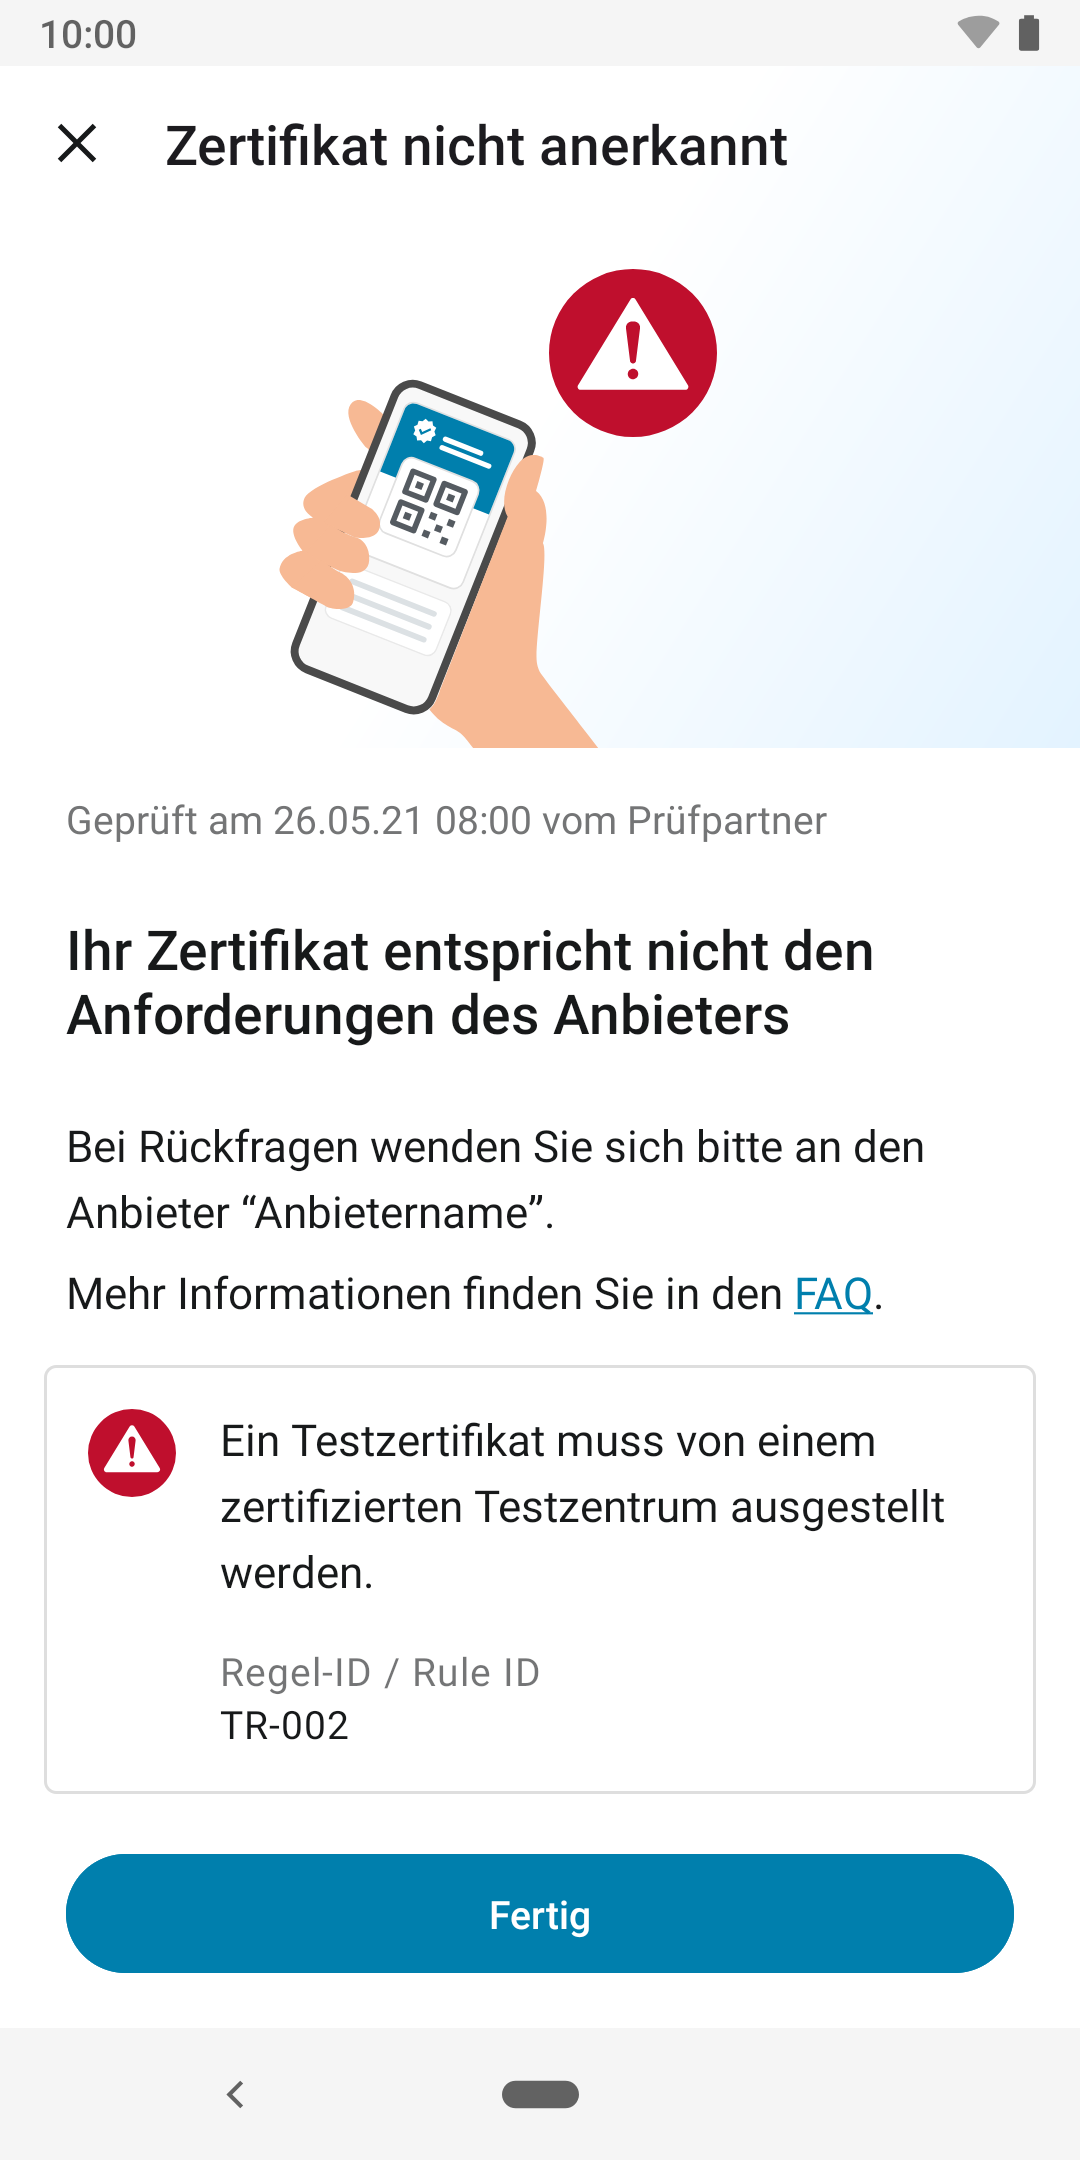 10:00
Zertifikat nicht anerkannt
Geprüft am 26.05.21 08:00 vom Prüfpartner
Ihr Zertifikat entspricht nicht den
Anforderungen des Anbieters
Bei Rückfragen wenden Sie sich bitte an den
Anbieter “Anbietername”.
Mehr Informationen finden Sie in den FAQ.
Ein Testzertifikat muss von einem
zertifizierten Testzentrum ausgestellt
werden.
Regel-ID / Rule ID
TR-002
Fertig